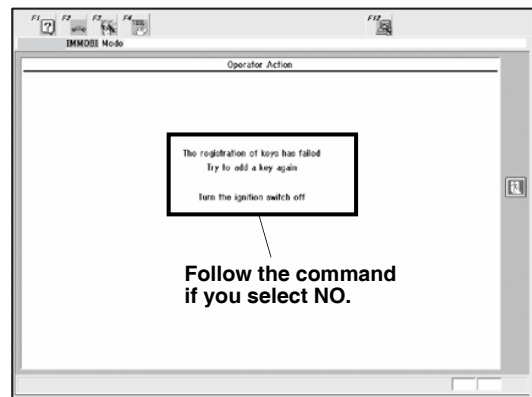 F1 F2 F3 F4 F12
IMMOBI Mode
Operator Action
The registration of keys has failed
Try to add a key again
Turn the ignition switch off
Follow the command
if you select NO.